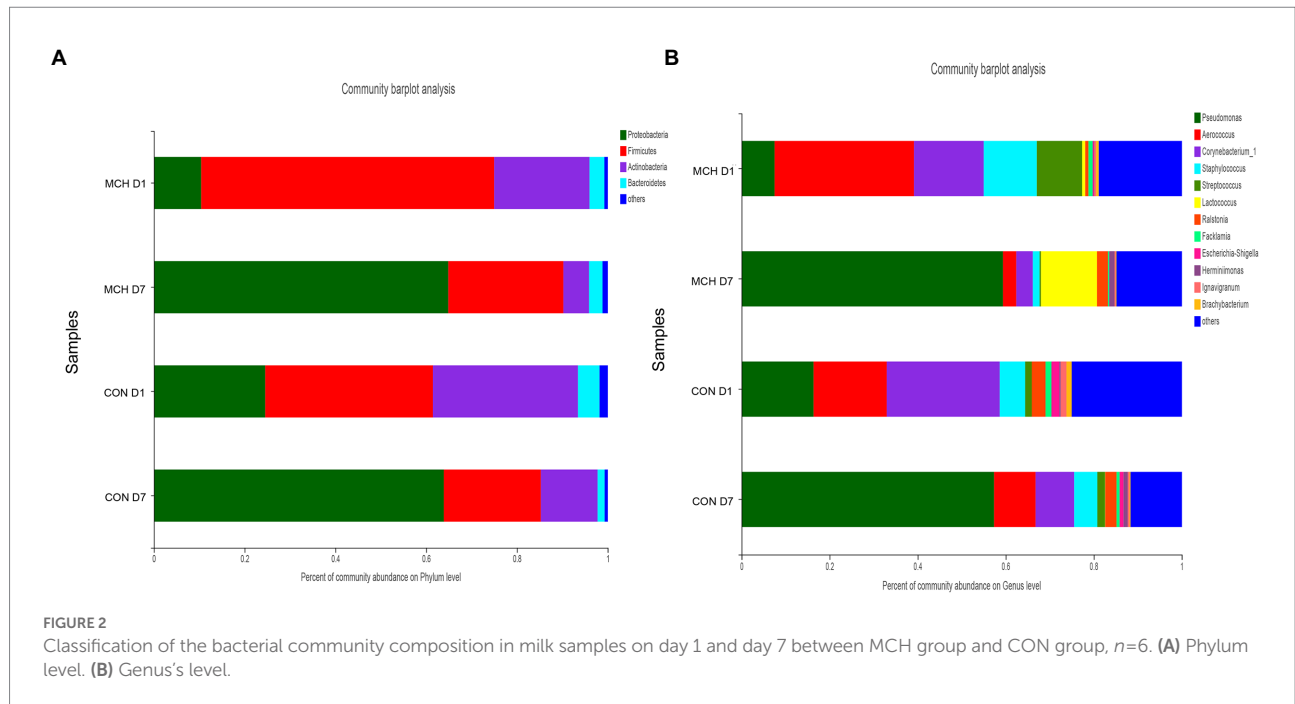 A
Community barplot analysis
Proteobacteria
Firmicutes
Actinobacteria
Bacteroidetes
others
MCH D1
MCH D7
CON D1
CON D7
Samples
0 0.2 0.4 0.6 0.8 1
Percent of community abundance on Phylum level
B
Community barplot analysis
Pseudomonas
Aerococcus
Corynebacterium_1
Staphylococcus
Streptococcus
Lactococcus
Ralstonia
Facklamia
Escherichia-Shigella
Herminiimonas
Ignavigranum
Brachybacterium
others
MCH D1
MCH D7
CON D1
CON D7
Samples
0 0.2 0.4 0.6 0.8 1
Percent of community abundance on Genus level
FIGURE 2
Classification of the bacterial community composition in milk samples on day 1 and day 7 between MCH group and CON group, n=6. (A) Phylum
level. (B) Genus's level.